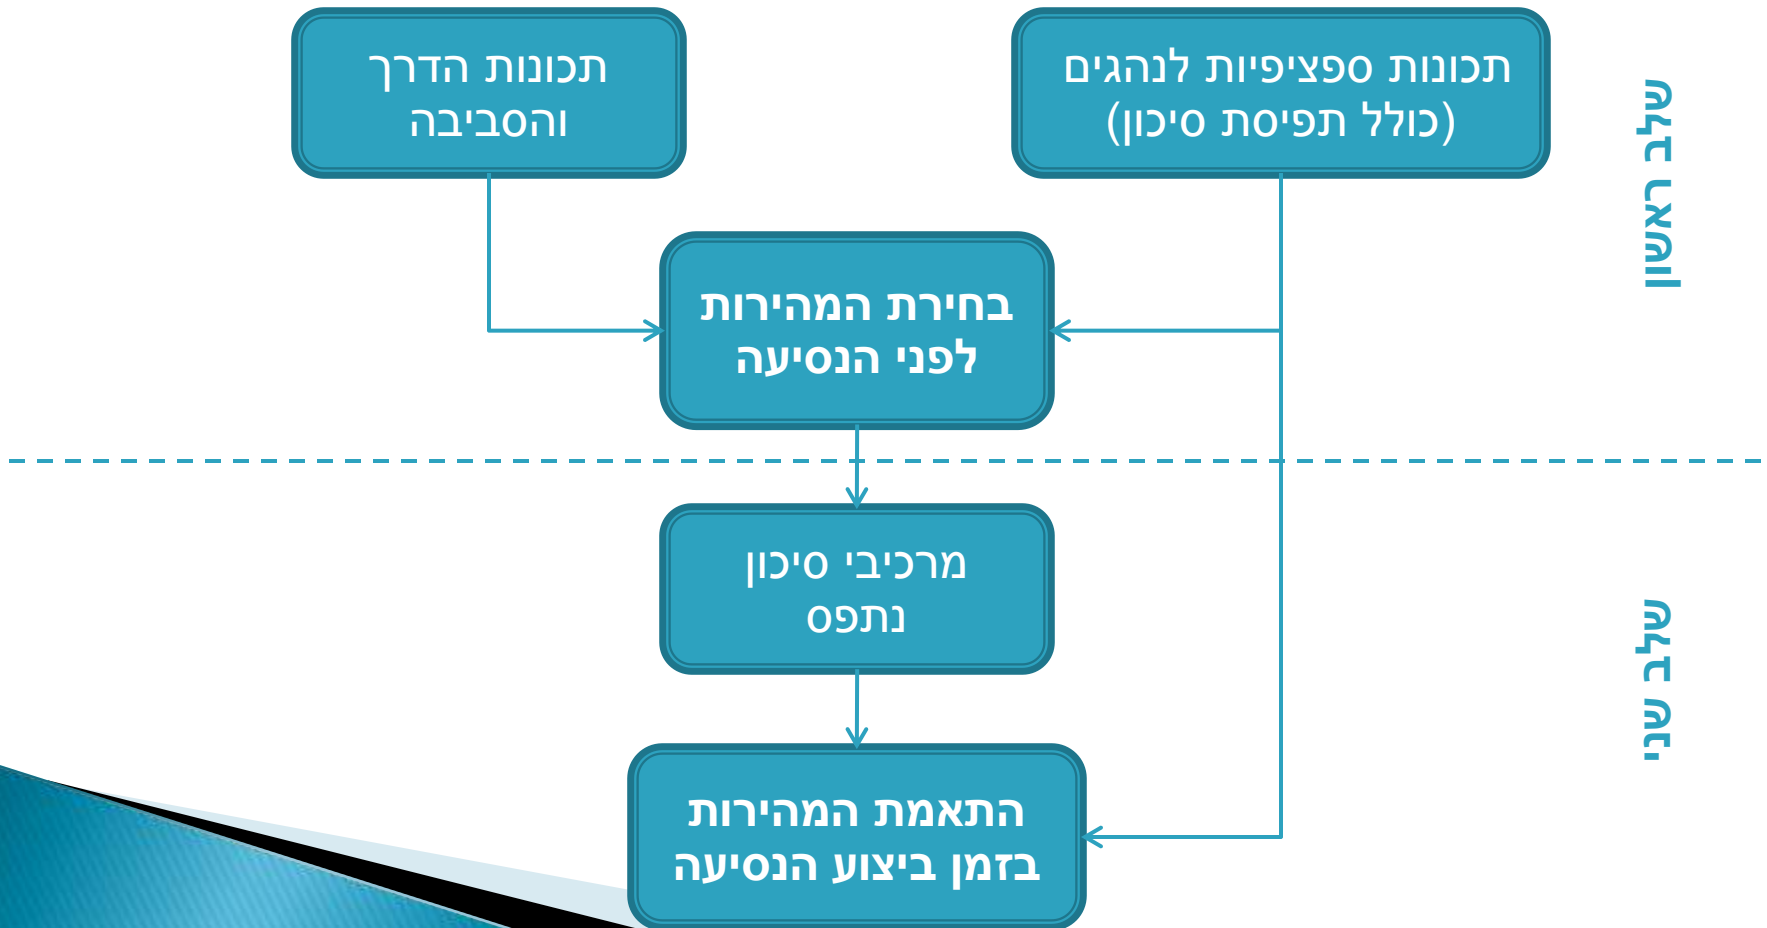 תכונות ספציפיות לנהגים
(כולל תפיסת סיכון)
תכונות הדרך
והסביבה
שלב ראשון
בחירת המהירות
לפני הנסיעה
מרכיבי סיכון
נתפס
שלב שני
התאמת המהירות
בזמן ביצוע הנסיעה